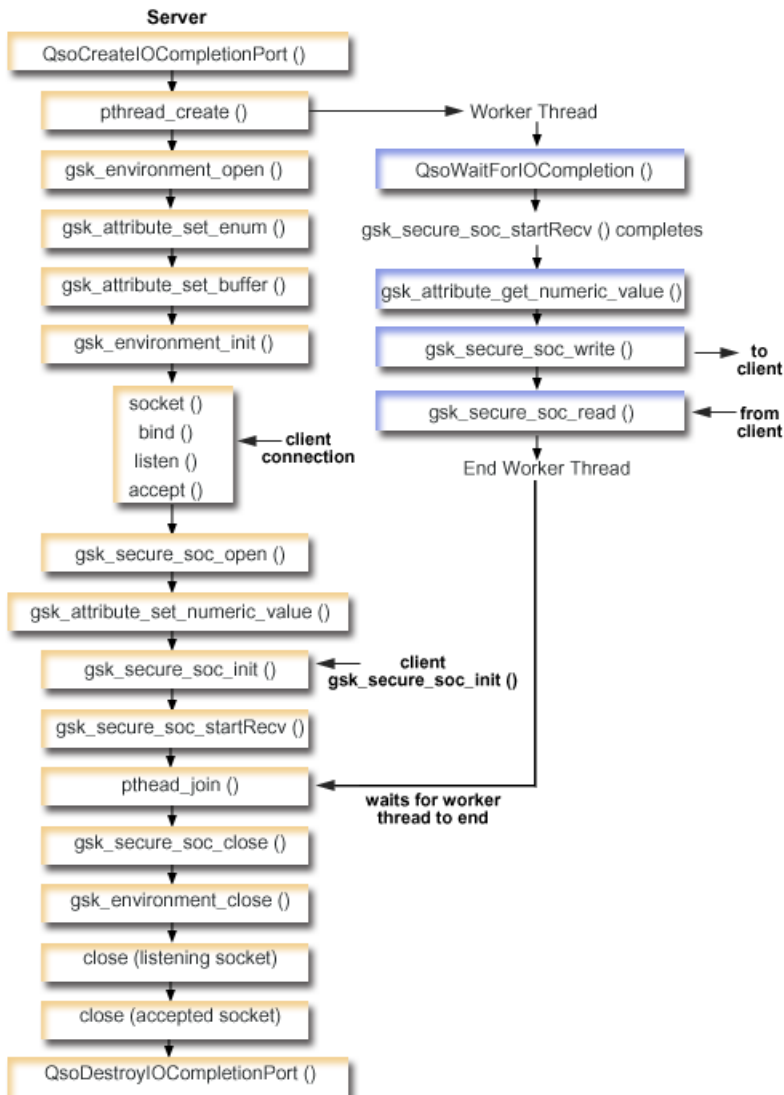 Server
QsoCreateIOCompletionPort ()
pthread_create ()
Worker Thread
gsk_environment_open ()
QsoWaitForIOCompletion ()
gsk_attribute_set_enum ()
gsk_secure_soc_startRecv () completes
gsk_attribute_set_buffer ()
gsk_attribute_get_numeric_value ()
gsk_environment_init ()
gsk_secure_soc_write ()
to
client
socket ()
bind ()
listen ()
accept ()
client
connection
gsk_secure_soc_read ()
from
client
End Worker Thread
gsk_secure_soc_open ()
gsk_attribute_set_numeric_value ()
gsk_secure_soc_init ()
client
gsk_secure_soc_init ()
gsk_secure_soc_startRecv ()
pthead_join ()
waits for worker
thread to end
gsk_secure_soc_close ()
gsk_environment_close ()
close (listening socket)
close (accepted socket)
QsoDestroyIOCompletionPort ()